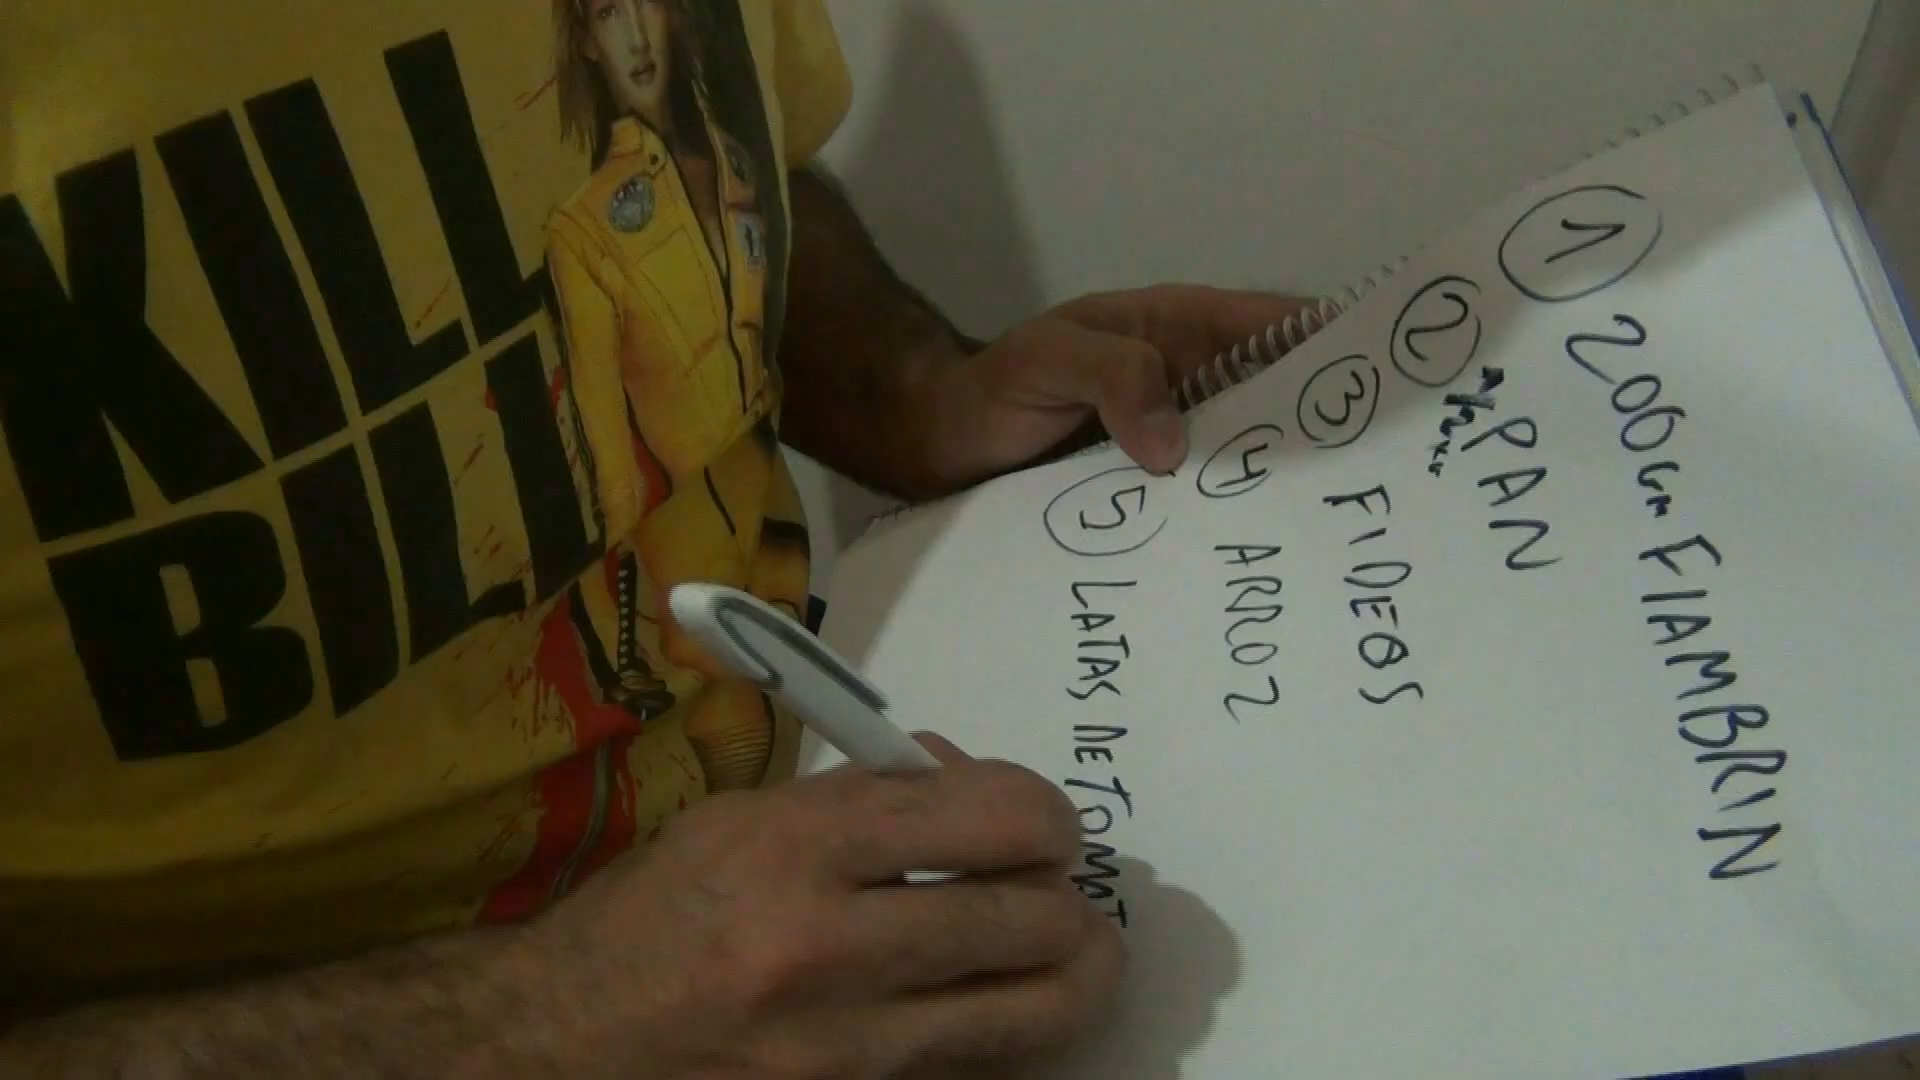 KILL
BILL
1 200Gr FIAMBRIN
2 PAN
3 FIDEOS
4 ARROZ
5 LATAS DE TOMAT